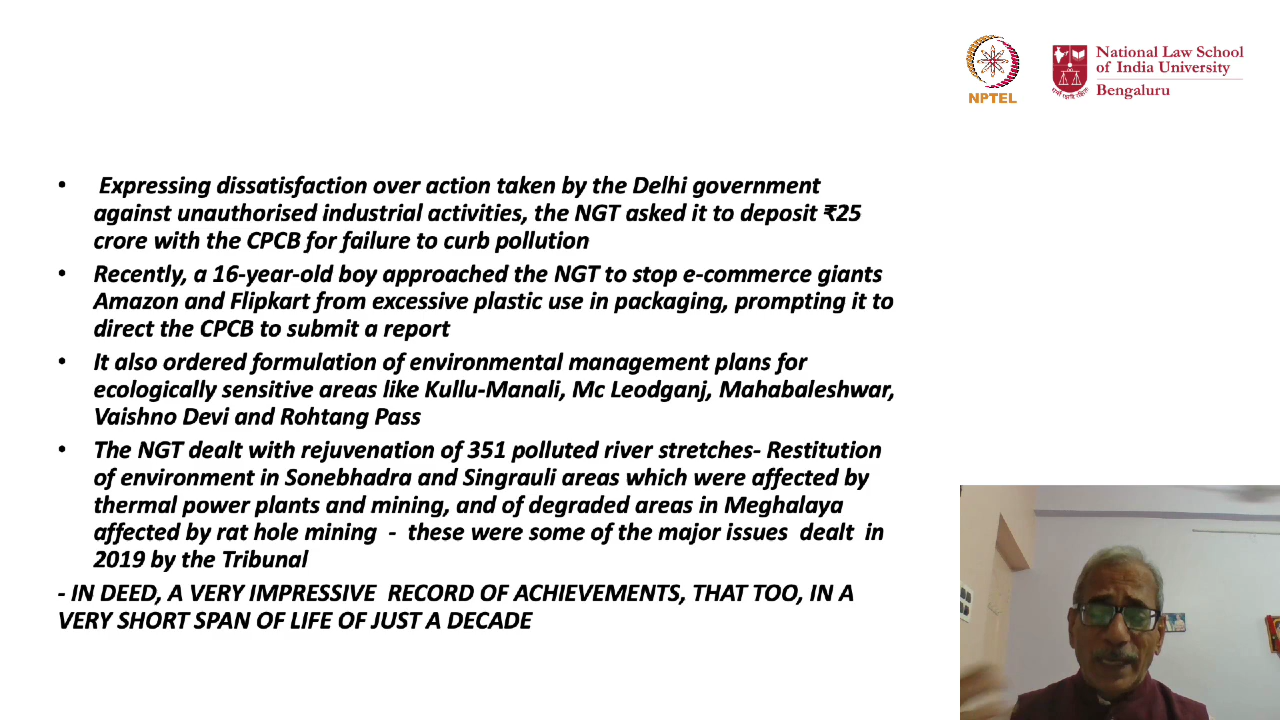 NPTEL
National Law School
of India University
Bengaluru
• Expressing dissatisfaction over action taken by the Delhi government
against unauthorised industrial activities, the NGT asked it to deposit ₹25
crore with the CPCB for failure to curb pollution
• Recently, a 16-year-old boy approached the NGT to stop e-commerce giants
Amazon and Flipkart from excessive plastic use in packaging, prompting it to
direct the CPCB to submit a report
• It also ordered formulation of environmental management plans for
ecologically sensitive areas like Kullu-Manali, Mc Leodganj, Mahabaleshwar,
Vaishno Devi and Rohtang Pass
• The NGT dealt with rejuvenation of 351 polluted river stretches- Restitution
of environment in Sonebhadra and Singrauli areas which were affected by
thermal power plants and mining, and of degraded areas in Meghalaya
affected by rat hole mining - these were some of the major issues dealt in
2019 by the Tribunal
- IN DEED, A VERY IMPRESSIVE RECORD OF ACHIEVEMENTS, THAT TOO, IN A
VERY SHORT SPAN OF LIFE OF JUST A DECADE